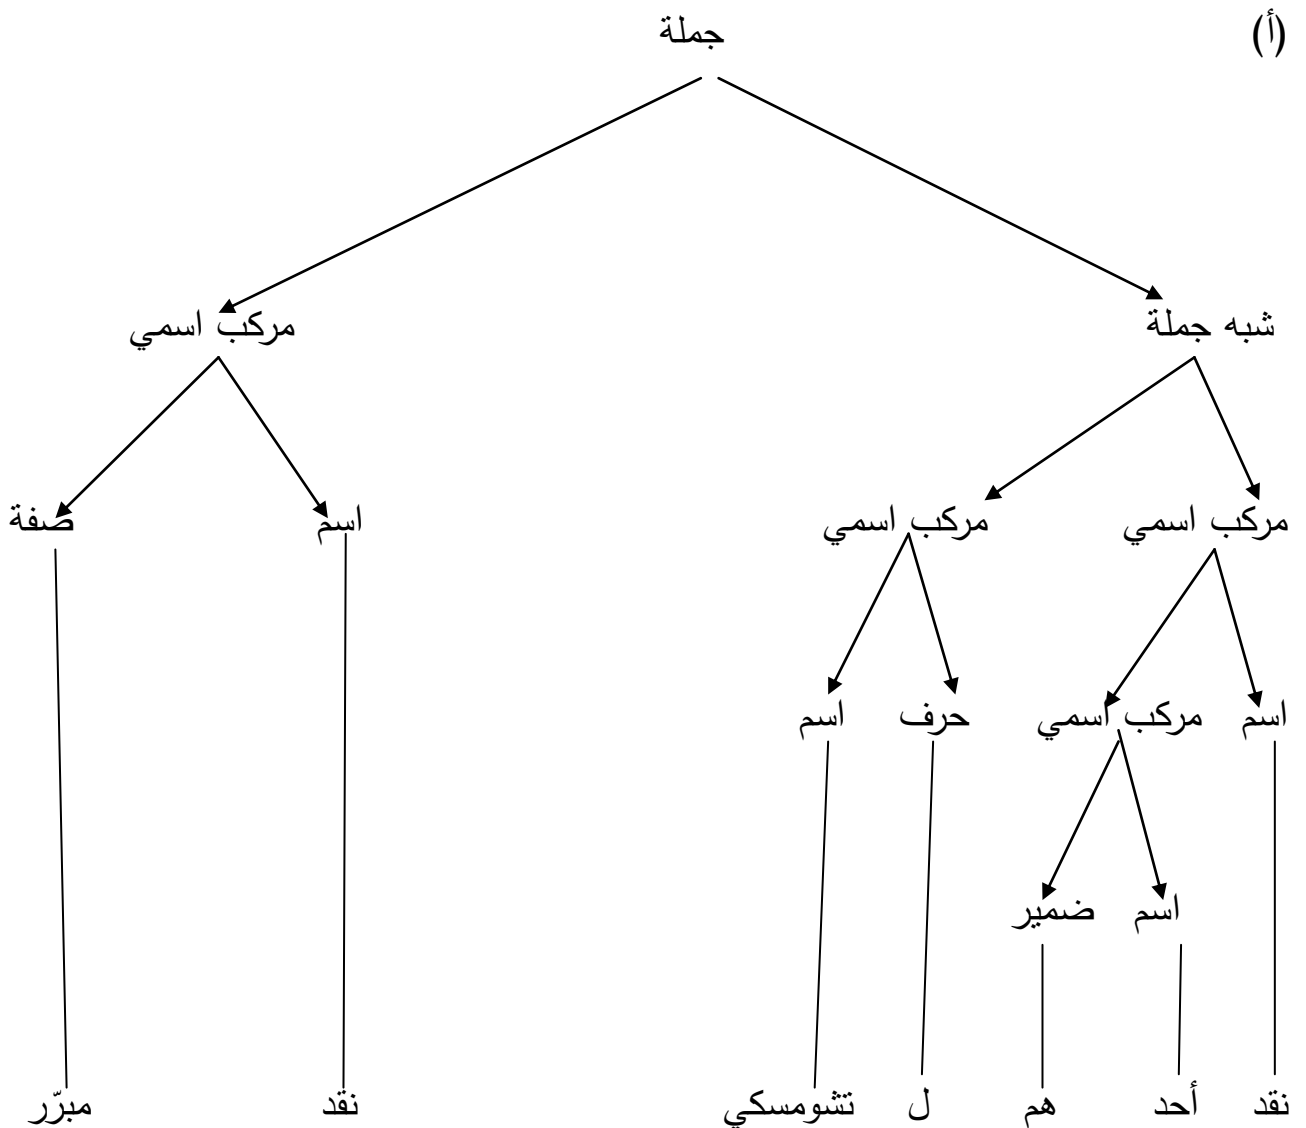 (أ)
جملة
شبه جملة مركب اسمي
مركب اسمي مركب اسمي اسم صفة
اسم مركب اسمي حرف اسم
اسم ضمير
نقد أحد هم ل تشومسكي نقد مبرّر